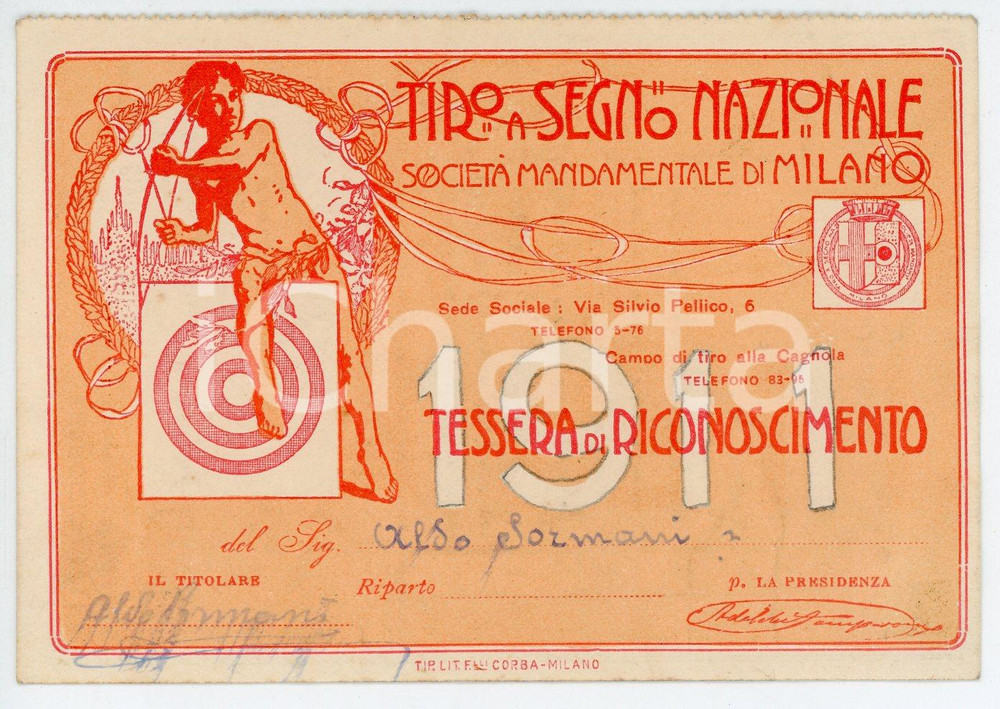 TIRO A SEGNO NAZIONALE
SOCIETÀ MANDAMENTALE DI MILANO
MILANO
Sede Sociale : Via Silvio Pellico, 6
TELEFONO 5-76
Campo di tiro alla Cagnola
TELEFONO 83-95
1911
TESSERA DI RICONOSCIMENTO
del Sig. Aldo Sormani
IL TITOLARE
Riparto
p. LA PRESIDENZA
Aldo Sormani
TIP. LIT. F.LLI CORBA-MILANO